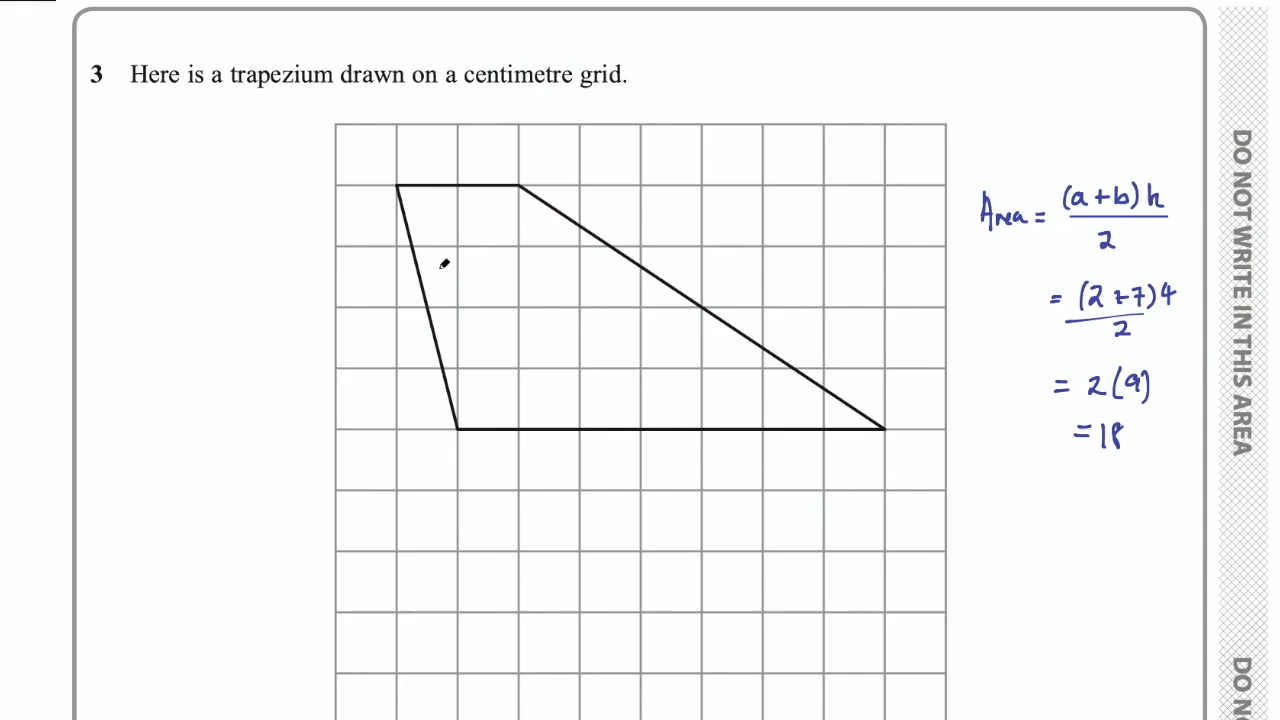 3 Here is a trapezium drawn on a centimetre grid.
Area = (a+b)h
2
= (2+7)4
2
= 2(9)
=18
DO NOT WRITE IN THIS AREA
DO N